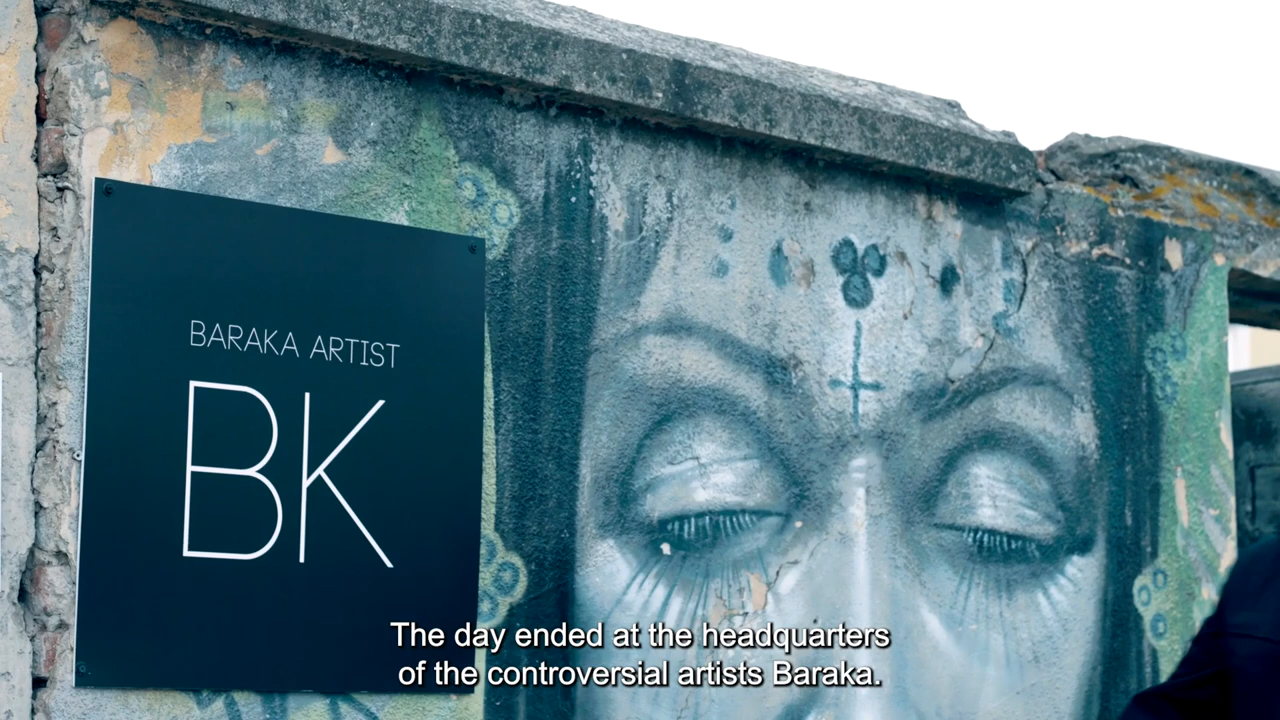 BARAKA ARTIST
BK
The day ended at the headquarters
of the controversial artists Baraka.